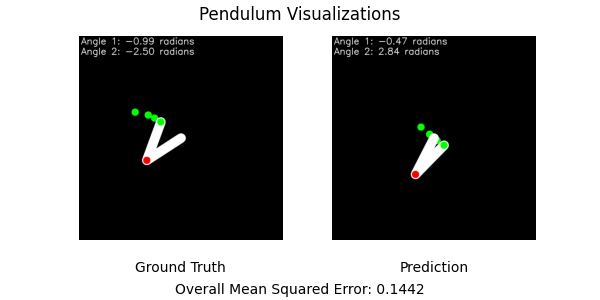 Pendulum Visualizations
Angle 1: −0.99 radians
Angle 2: −2.50 radians
Angle 1: −0.47 radians
Angle 2: 2.84 radians
Ground Truth
Prediction
Overall Mean Squared Error: 0.1442